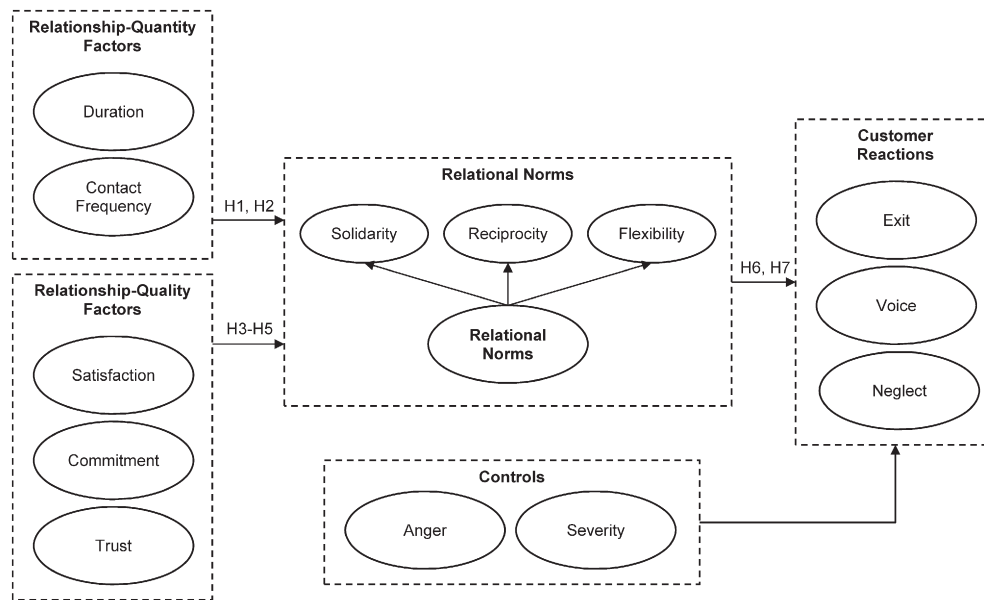 Relationship-Quantity
Factors
Duration
Contact
Frequency
H1, H2
Relationship-Quality
Factors
Satisfaction
Commitment
Trust
H3-H5
Relational Norms
Solidarity
Reciprocity
Flexibility
Relational
Norms
H6, H7
Customer
Reactions
Exit
Voice
Neglect
Controls
Anger
Severity